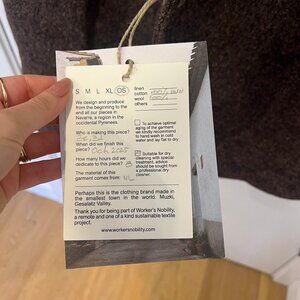 S M L XL OS
linen
cotton
wool
others
We design and produce
from the beginning to the
end all our pieces in
Navarre, a region in the
occidental Pyrenees.
To achieve optimal
aging of the garment
we kindly recommend
to hand wash in cold
water and lay flat to dry
Who is making this piece?
When did we finish this
piece? Oct 2025
Suitable for dry
cleaning with special
treatment, advice
should be sought from
a professional dry
cleaner.
How many hours did we
dedicate to this piece?
The material of this
garment comes from:
Perhaps this is the clothing brand made in
the smallest town in the world. Muzki,
Gesalatz Valley.
Thank you for being part of Worker's Nobility,
a remote and one of a kind sustainable textile
project.
www.workersnobility.com